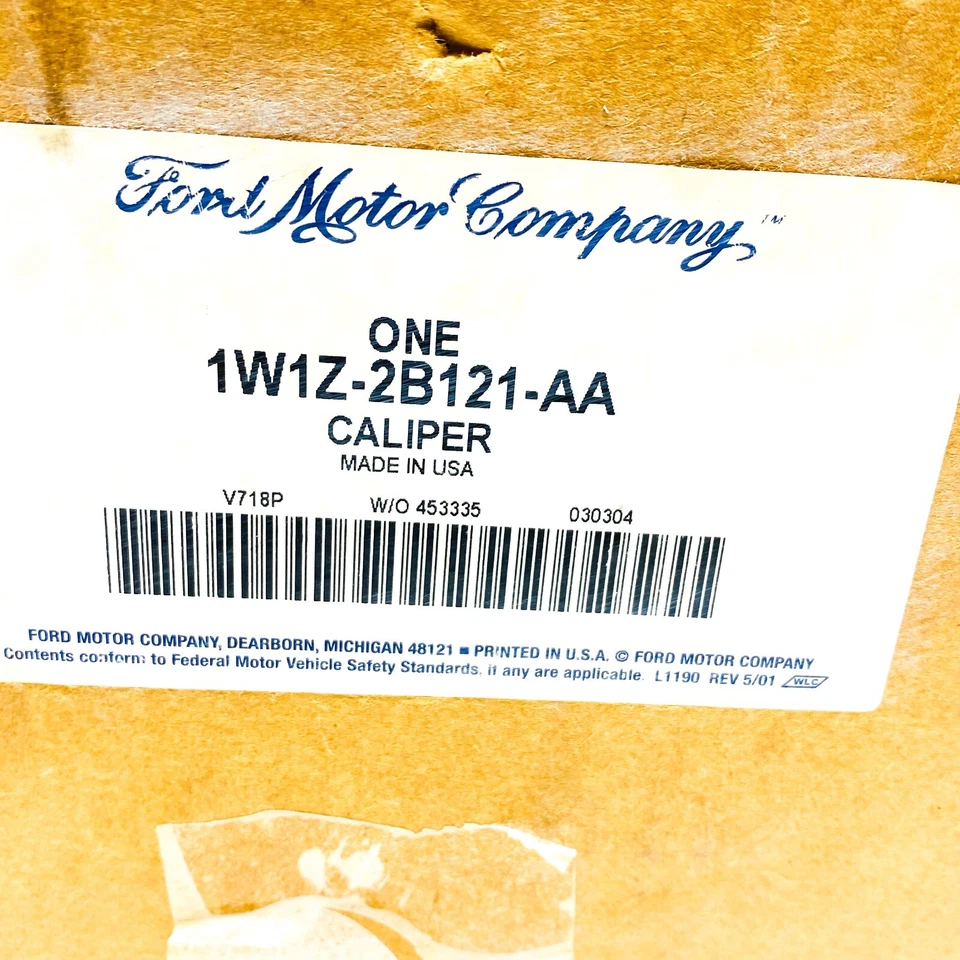 Ford Motor Company ™
ONE
1W1Z-2B121-AA
CALIPER
MADE IN USA
V718P W/O 453335 030304
FORD MOTOR COMPANY, DEARBORN, MICHIGAN 48121 ■ PRINTED IN U.S.A. © FORD MOTOR COMPANY
Contents conform to Federal Motor Vehicle Safety Standards, if any are applicable. L1190 REV 5/01 WLC